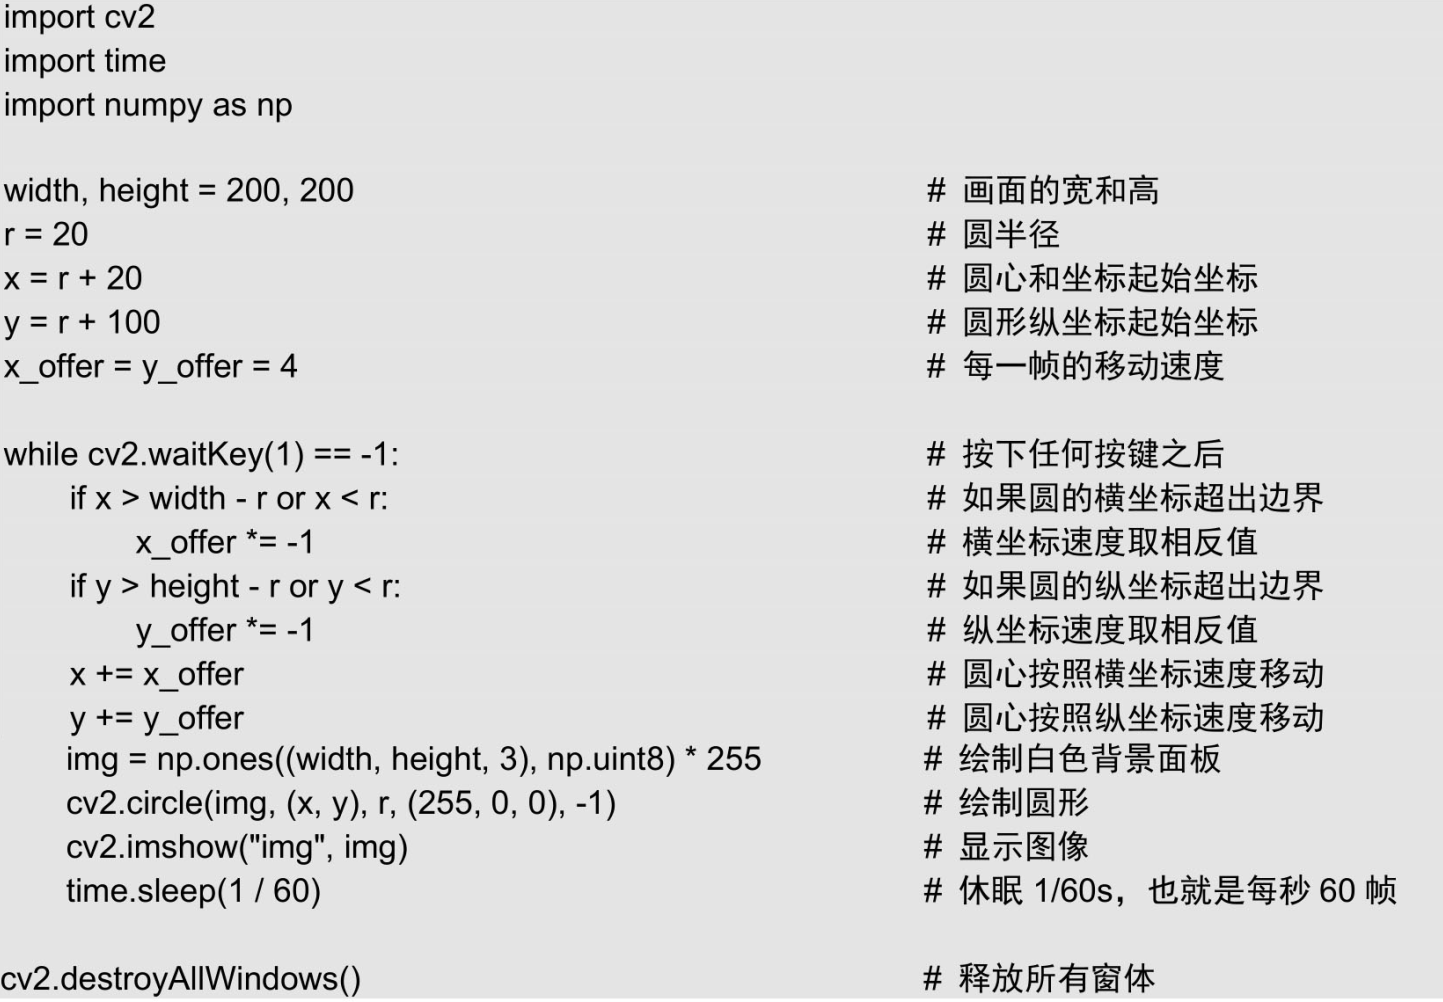 import cv2
import time
import numpy as np
width, height = 200, 200 # 画面的宽和高
r = 20 # 圆半径
x = r + 20 # 圆心和坐标起始坐标
y = r + 100 # 圆形纵坐标起始坐标
x_offer = y_offer = 4 # 每一帧的移动速度
while cv2.waitKey(1) == -1: # 按下任何按键之后
if x > width - r or x < r: # 如果圆的横坐标超出边界
x_offer *= -1 # 横坐标速度取相反值
if y > height - r or y < r: # 如果圆的纵坐标超出边界
y_offer *= -1 # 纵坐标速度取相反值
x += x_offer # 圆心按照横坐标速度移动
y += y_offer # 圆心按照纵坐标速度移动
img = np.ones((width, height, 3), np.uint8) * 255 # 绘制白色背景面板
cv2.circle(img, (x, y), r, (255, 0, 0), -1) # 绘制圆形
cv2.imshow("img", img) # 显示图像
time.sleep(1 / 60) # 休眠 1/60s，也就是每秒 60 帧
cv2.destroyAllWindows() # 释放所有窗体